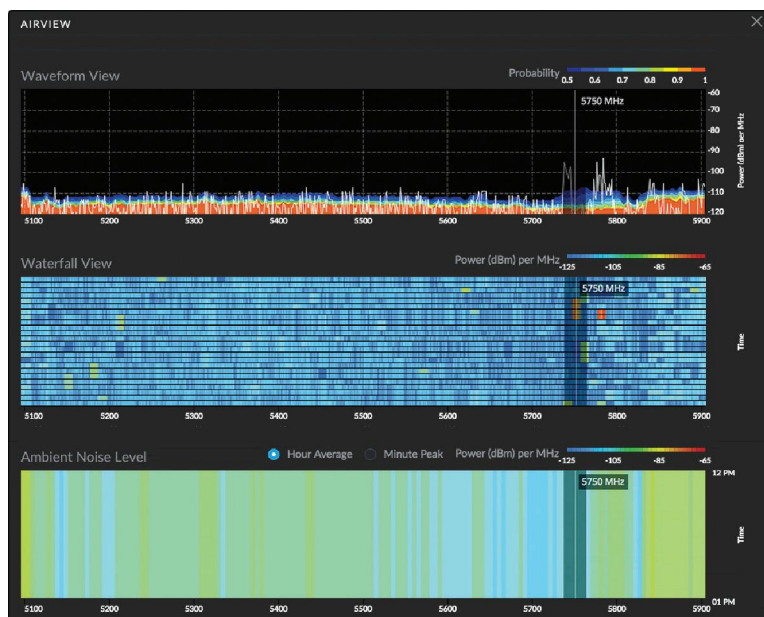 AIRVIEW
Waveform View
Probability
0.5 0.6 0.7 0.8 0.9 1
5750 MHz
-60
-70
-80
-90
-100
-110
-120
Power (dBm) per MHz
5100 5200 5300 5400 5500 5600 5700 5800 5900
Waterfall View
Power (dBm) per MHz
-125 -105 -85 -65
5750 MHz
Time
5100 5200 5300 5400 5500 5600 5700 5800 5900
Ambient Noise Level
Hour Average Minute Peak Power (dBm) per MHz
-125 -105 -85 -65
12 PM
5750 MHz
Time
01 PM
5100 5200 5300 5400 5500 5600 5700 5800 5900